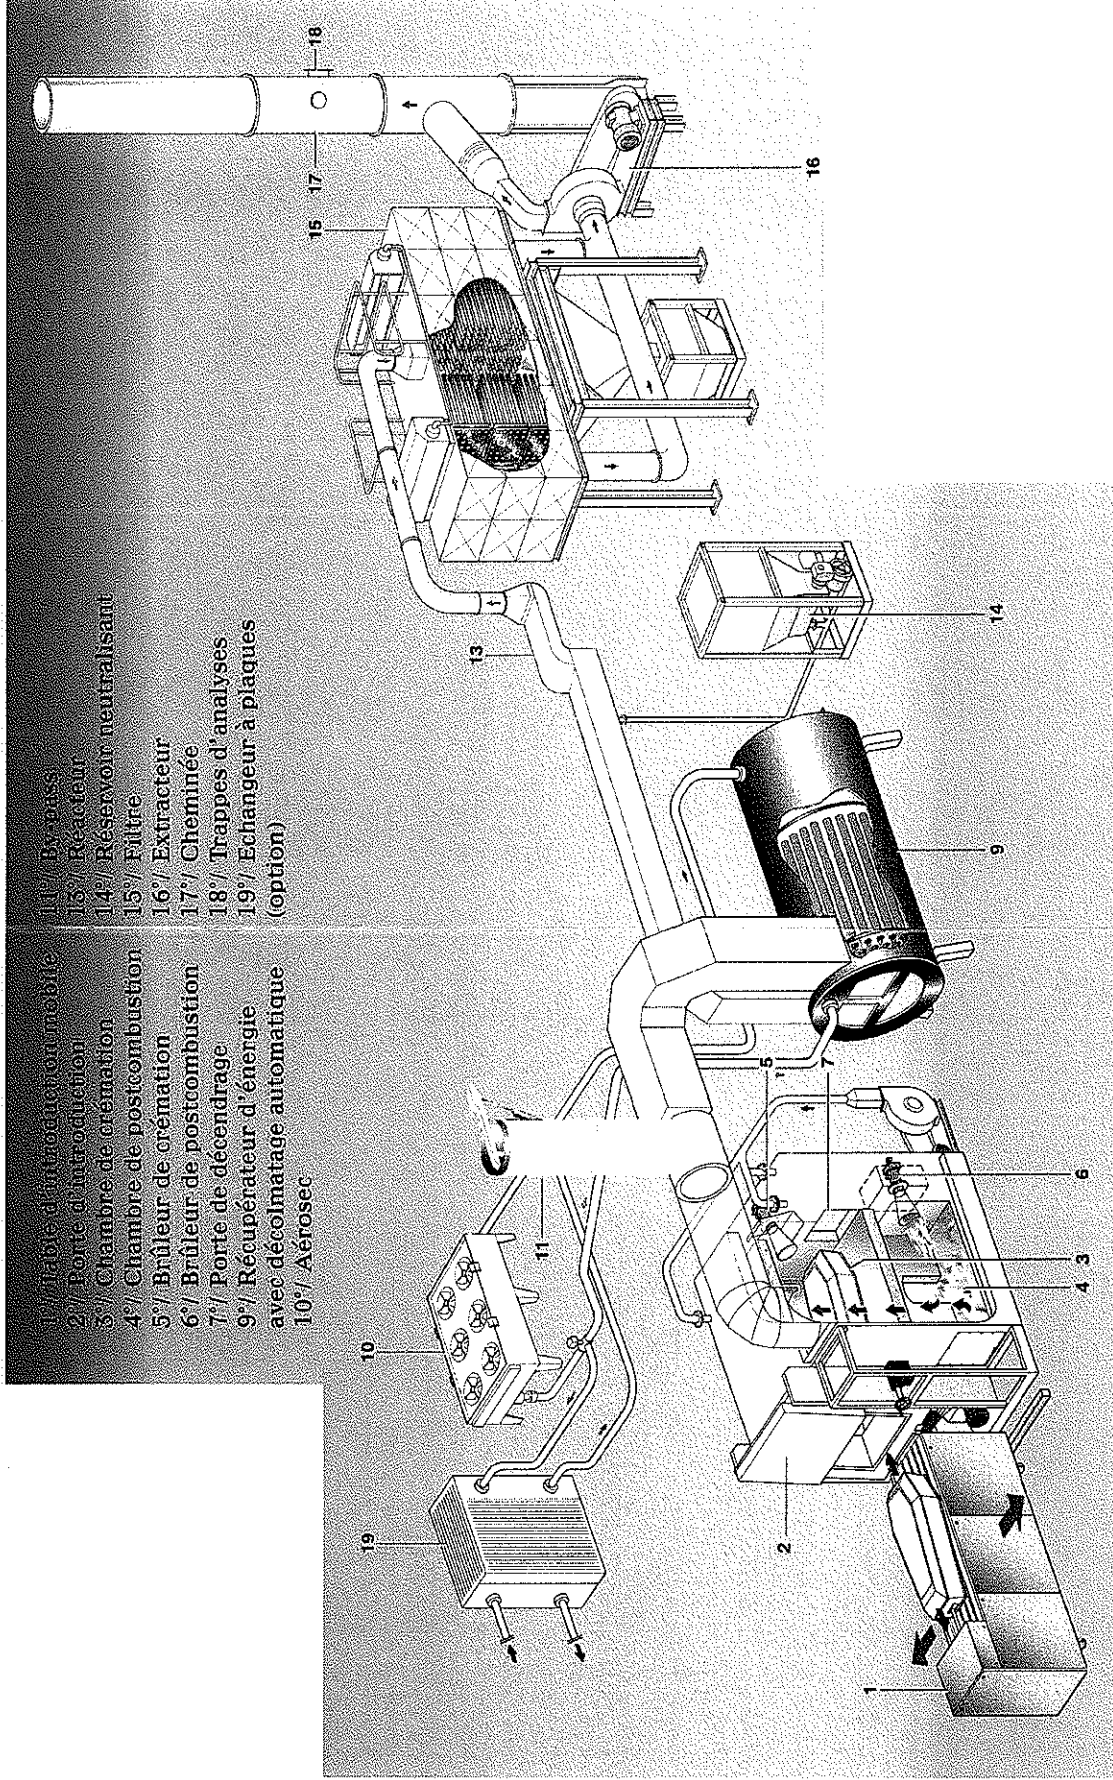 1°/ Table d'introduction mobile
2°/ Porte d'introduction
3°/ Chambre de crémation
4°/ Chambre de postcombustion
5°/ Brûleur de crémation
6°/ Brûleur de postcombustion
7°/ Porte de décendrage
9°/ Récupérateur d'énergie
avec décolmatage automatique
10°/ Aérosec
11°/ By-pass
13°/ Réacteur
14°/ Réservoir neutralisant
15°/ Filtre
16°/ Extracteur
17°/ Cheminée
18°/ Trappes d'analyses
19°/ Echangeur à plaques
(option)
1
2
3
4
5
6
7
9
10
11
13
14
15
16
17
18
19